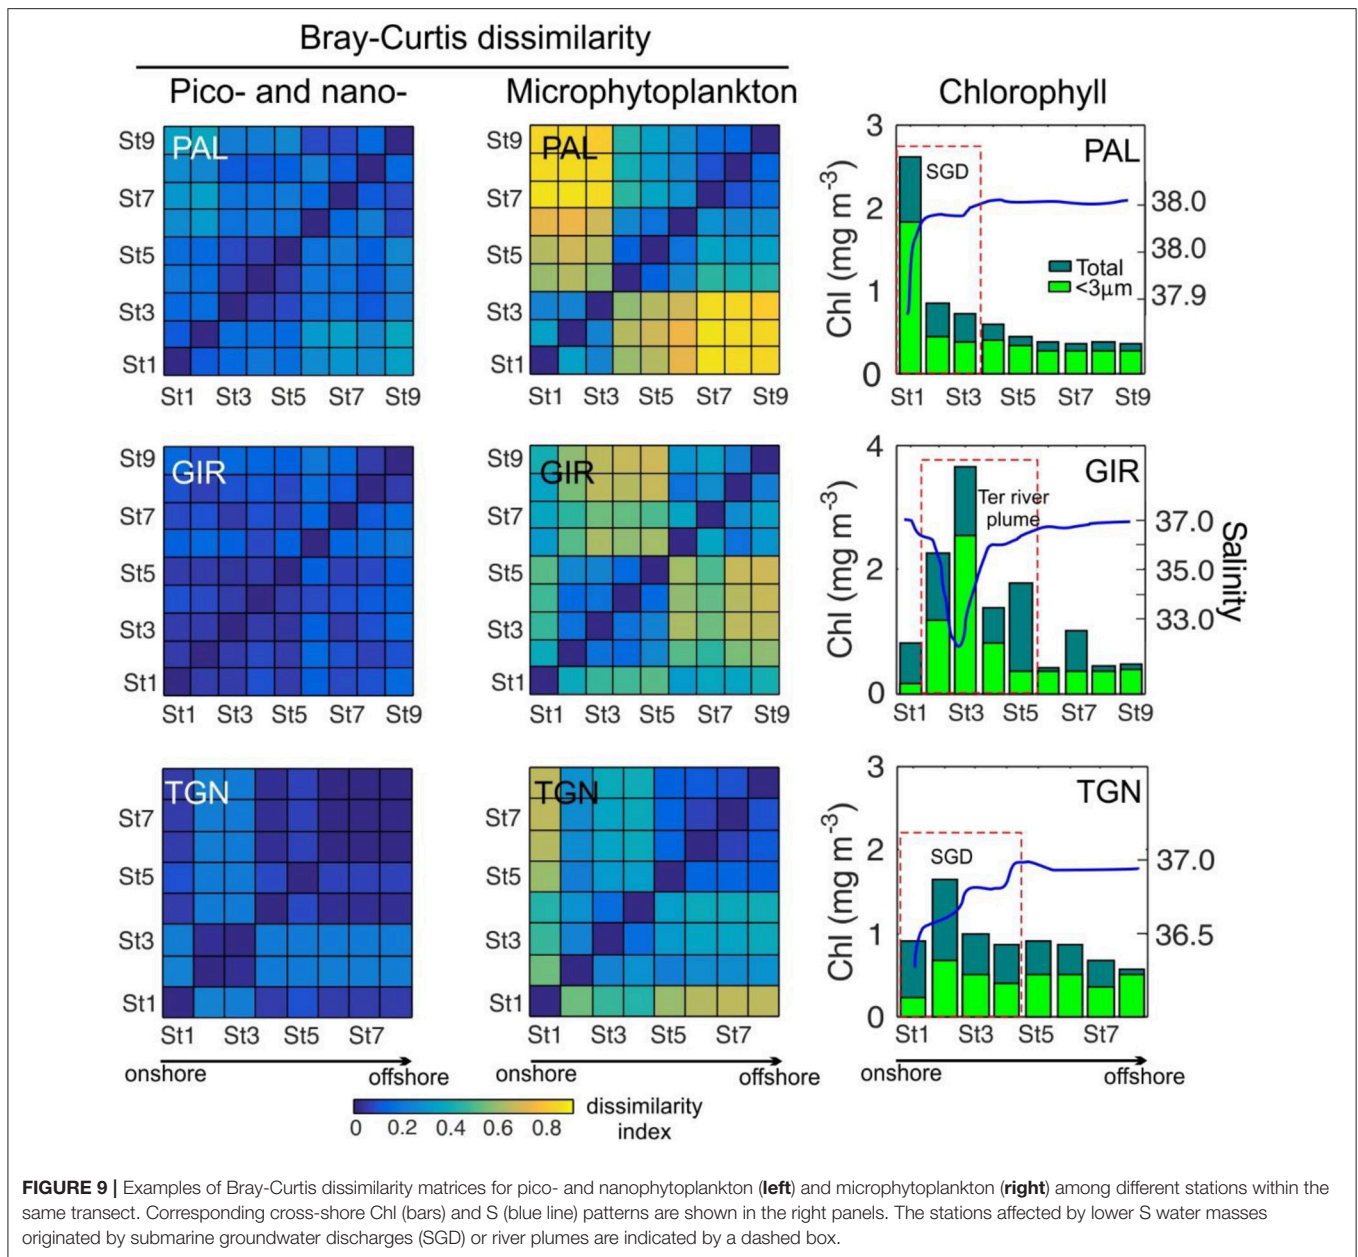 Bray-Curtis dissimilarity
Pico- and nano-
Microphytoplankton
Chlorophyll
St9
St7
St5
St3
St1
PAL
St1 St3 St5 St7 St9
St9
St7
St5
St3
St1
PAL
St1 St3 St5 St7 St9
Chl (mg m-3)
3
2
1
0
PAL
SGD
Total
<3μm
38.0
38.0
37.9
St1 St3 St5 St7 St9
St9
St7
St5
St3
St1
GIR
St1 St3 St5 St7 St9
St9
St7
St5
St3
St1
GIR
St1 St3 St5 St7 St9
Chl (mg m-3)
4
2
0
GIR
Ter river
plume
37.0
35.0
33.0
Salinity
St1 St3 St5 St7 St9
St7
St5
St3
St1
TGN
St1 St3 St5 St7
onshore offshore
St7
St5
St3
St1
TGN
St1 St3 St5 St7
onshore offshore
Chl (mg m-3)
3
2
1
0
TGN
SGD
37.0
36.5
St1 St3 St5 St7
onshore offshore
0 0.2 0.4 0.6 0.8
dissimilarity
index
FIGURE 9 | Examples of Bray-Curtis dissimilarity matrices for pico- and nanophytoplankton (left) and microphytoplankton (right) among different stations within the
same transect. Corresponding cross-shore Chl (bars) and S (blue line) patterns are shown in the right panels. The stations affected by lower S water masses
originated by submarine groundwater discharges (SGD) or river plumes are indicated by a dashed box.